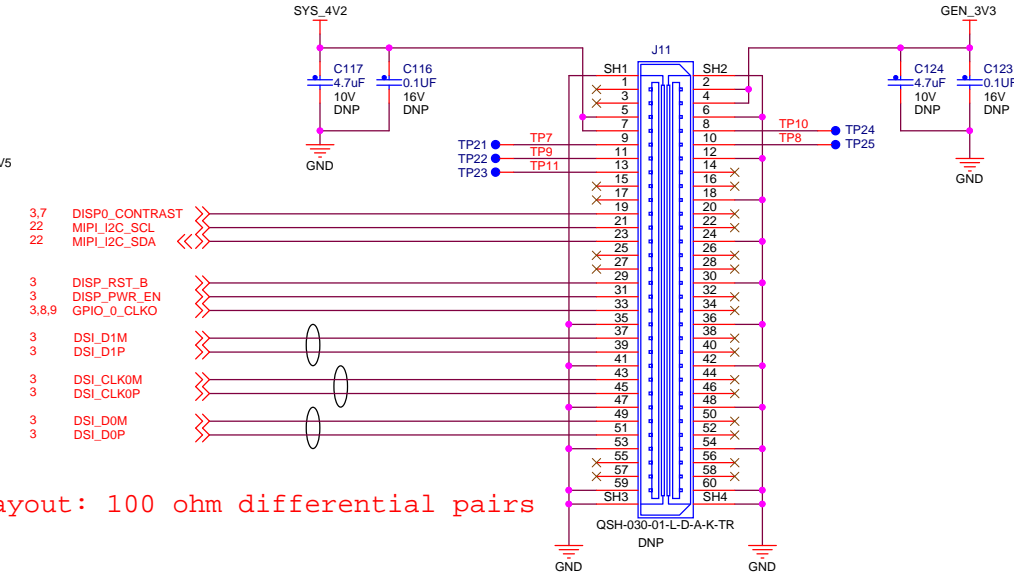 SYS_4V2 GEN_3V3
J11
C117 4.7uF 10V DNP
C116 0.1UF 16V DNP
C124 4.7uF 10V DNP
C123 0.1UF 16V DNP
GND GND
V5
SH1 SH2
1 2
3 4
5 6
7 8 TP10 TP24
TP21 TP7 9 10 TP8 TP25
TP22 TP9 11 12
TP23 TP11 13 14
15 16
17 18
3,7 DISP0_CONTRAST 19 20
22 MIPI_I2C_SCL 21 22
22 MIPI_I2C_SDA 23 24
25 26
27 28
3 DISP_RST_B 29 30
3 DISP_PWR_EN 31 32
3,8,9 GPIO_0_CLKO 33 34
35 36
3 DSI_D1M 37 38
3 DSI_D1P 39 40
41 42
3 DSI_CLK0M 43 44
3 DSI_CLK0P 45 46
47 48
3 DSI_D0M 49 50
3 DSI_D0P 51 52
53 54
55 56
57 58
59 60
SH3 SH4
ayout: 100 ohm differential pairs
QSH-030-01-L-D-A-K-TR
DNP
GND GND